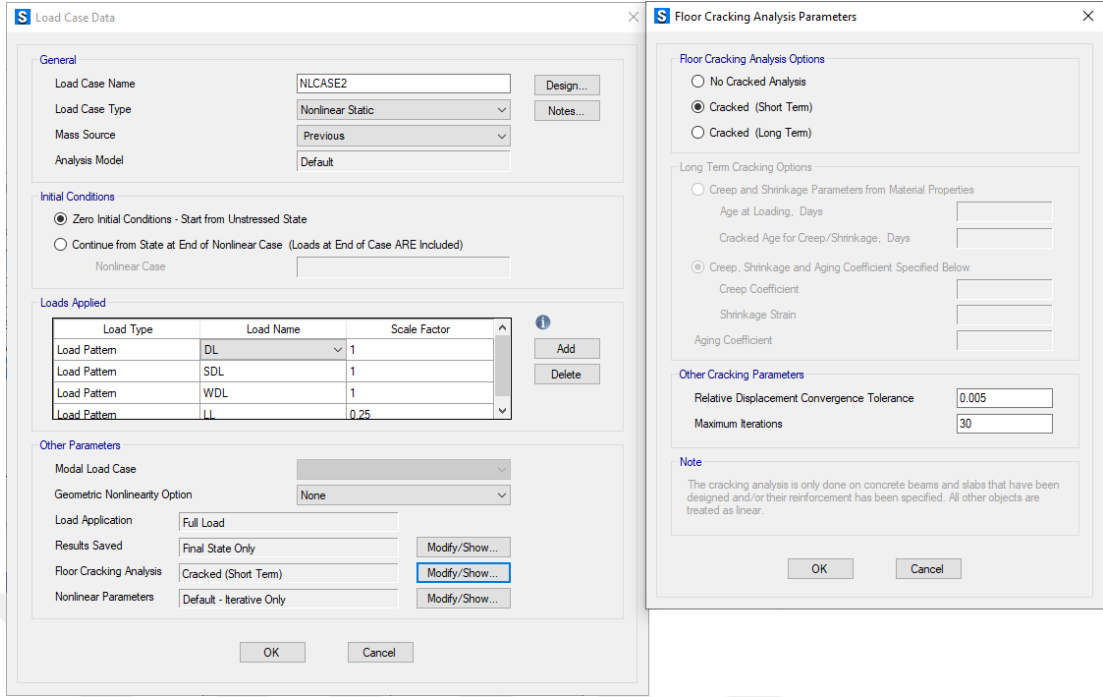 S Load Case Data
General
Load Case Name NLCASE2 Design...
Load Case Type Nonlinear Static Notes...
Mass Source Previous
Analysis Model Default
Initial Conditions
Zero Initial Conditions - Start from Unstressed State
Continue from State at End of Nonlinear Case (Loads at End of Case ARE Included)
Nonlinear Case
Loads Applied
Load Type Load Name Scale Factor
Load Pattern DL 1 Add
Load Pattern SDL 1 Delete
Load Pattern WDL 1
Load Pattern LL 0.25
Other Parameters
Modal Load Case
Geometric Nonlinearity Option None
Load Application Full Load
Results Saved Final State Only Modify/Show...
Floor Cracking Analysis Cracked (Short Term) Modify/Show...
Nonlinear Parameters Default - Iterative Only Modify/Show...
OK Cancel
S Floor Cracking Analysis Parameters
Floor Cracking Analysis Options
No Cracked Analysis
Cracked (Short Term)
Cracked (Long Term)
Long Term Cracking Options
Creep and Shrinkage Parameters from Material Properties
Age at Loading, Days
Cracked Age for Creep/Shrinkage, Days
Creep, Shrinkage and Aging Coefficient Specified Below
Creep Coefficient
Shrinkage Strain
Aging Coefficient
Other Cracking Parameters
Relative Displacement Convergence Tolerance 0.005
Maximum Iterations 30
Note
The cracking analysis is only done on concrete beams and slabs that have been
designed and/or their reinforcement has been specified. All other objects are
treated as linear.
OK Cancel